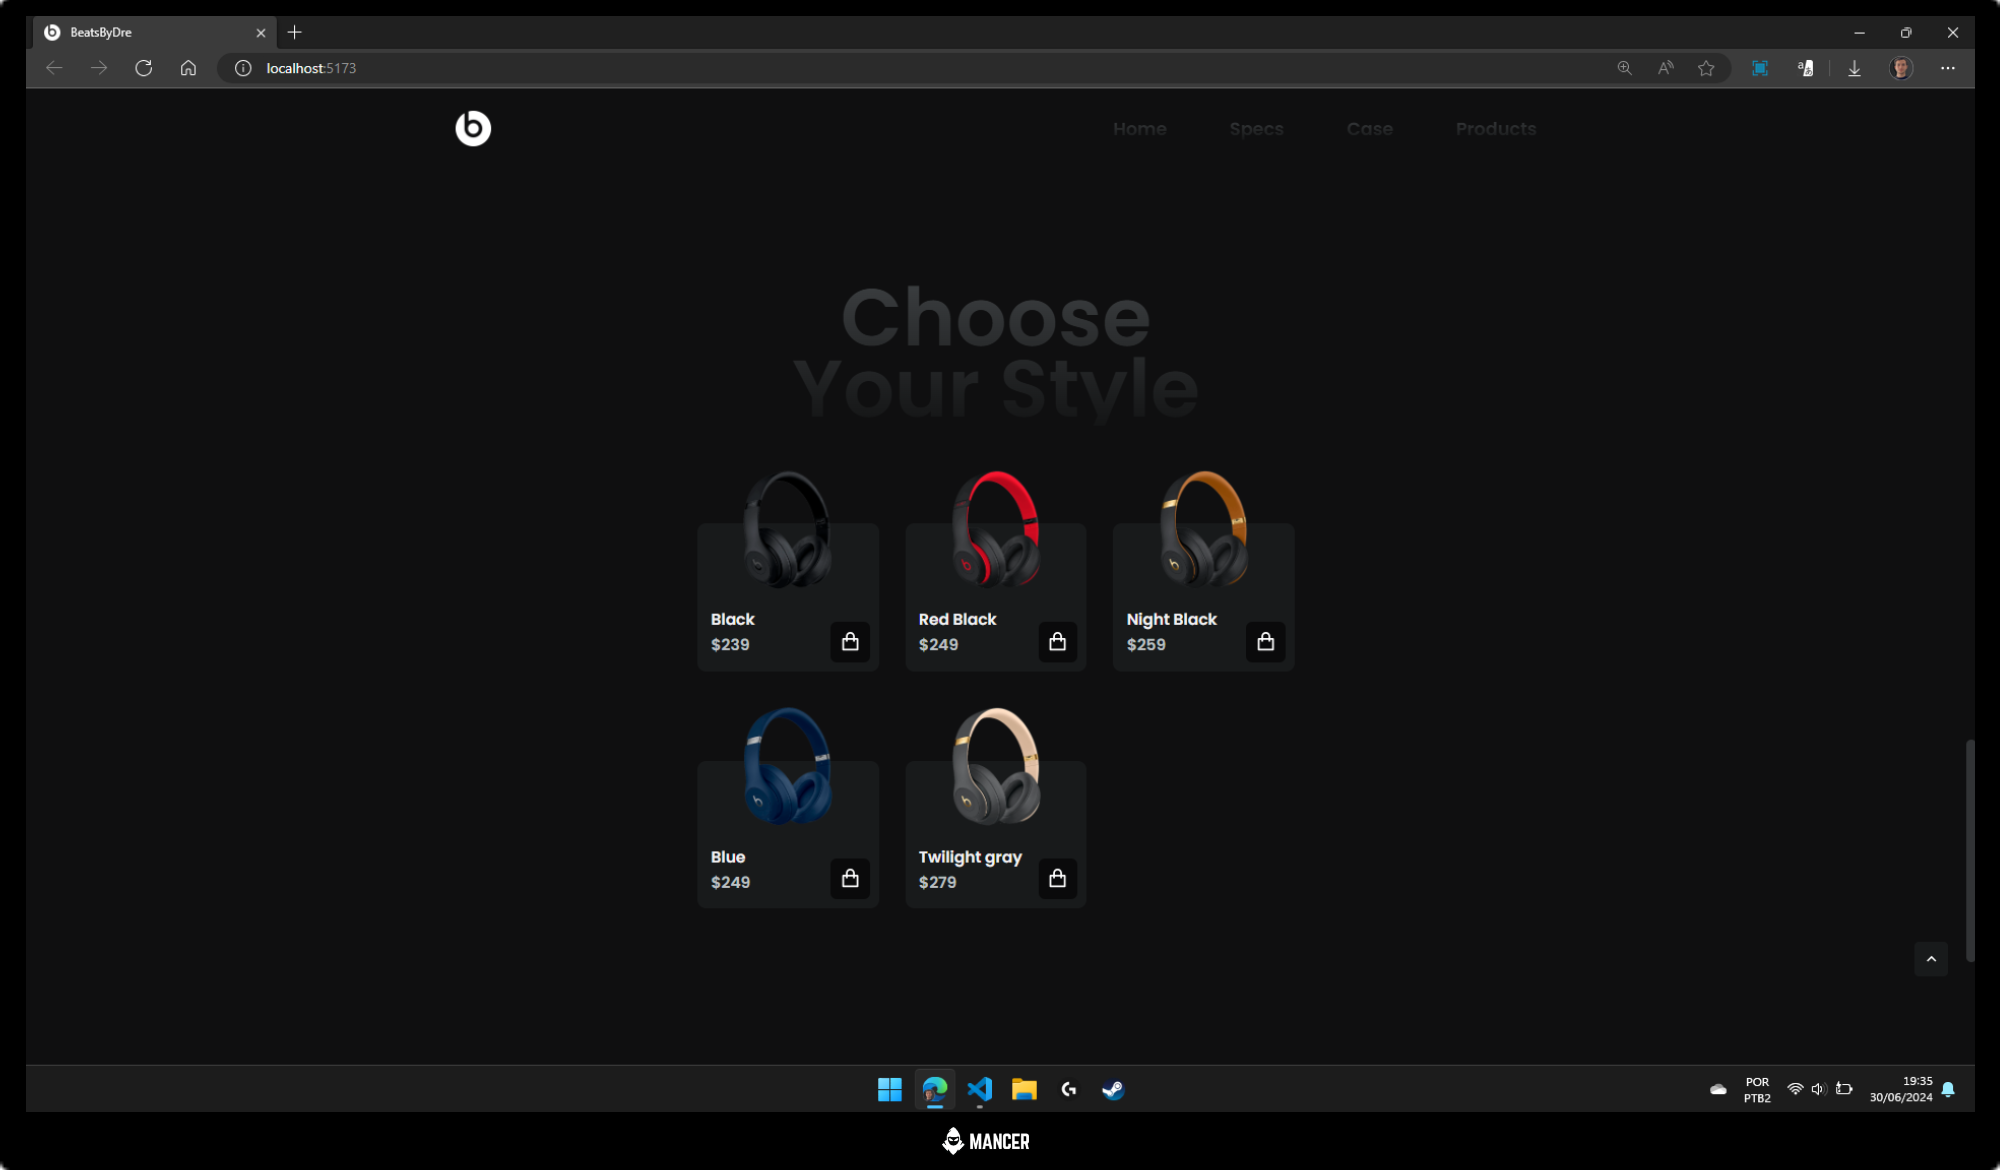 BeatsByDre
localhost:5173
Home Specs Case Products
Choose
Your Style
Black
$239
Red Black
$249
Night Black
$259
Blue
$249
Twilight gray
$279
POR
PTB2
19:35
30/06/2024
MANCER